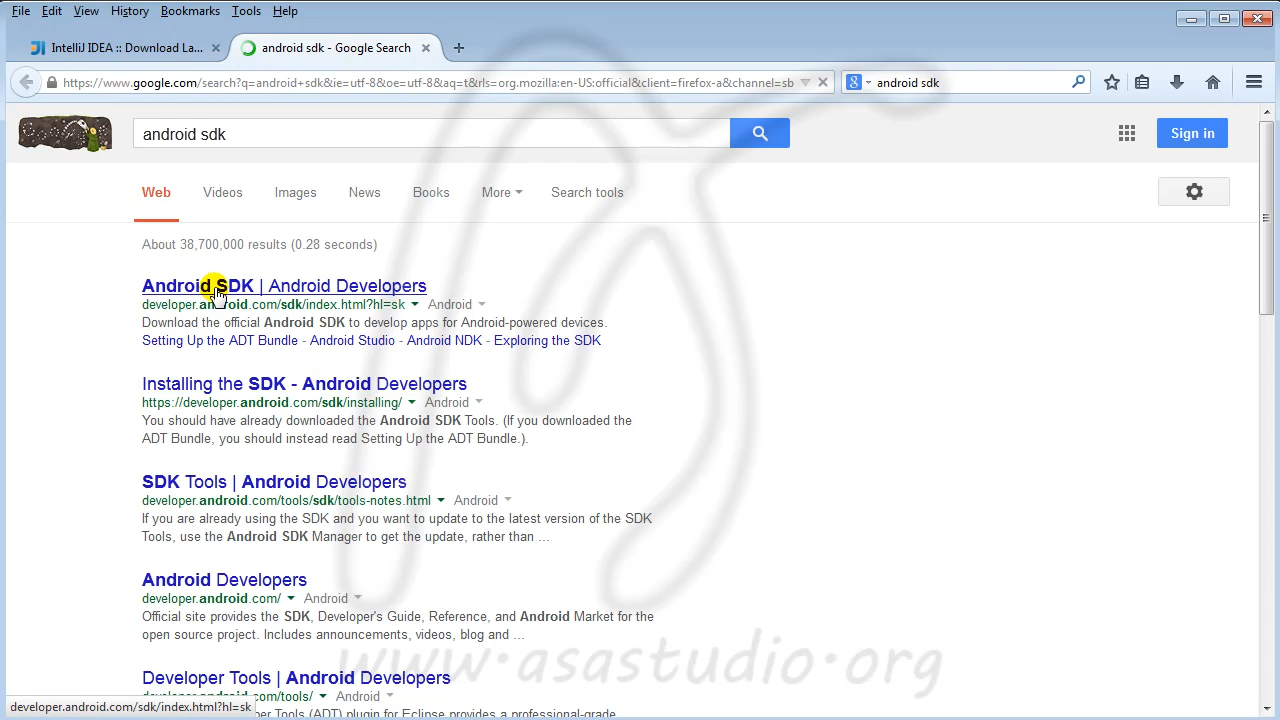 File Edit View History Bookmarks Tools Help
IntelliJ IDEA :: Download La... android sdk - Google Search
https://www.google.com/search?q=android+sdk&ie=utf-8&oe=utf-8&aq=t&rls=org.mozilla:en-US:official&client=firefox-a&channel=sb android sdk
android sdk Sign in
Web Videos Images News Books More Search tools
About 38,700,000 results (0.28 seconds)
Android SDK | Android Developers
developer.android.com/sdk/index.html?hl=sk Android
Download the official Android SDK to develop apps for Android-powered devices.
Setting Up the ADT Bundle - Android Studio - Android NDK - Exploring the SDK
Installing the SDK - Android Developers
https://developer.android.com/sdk/installing/ Android
You should have already downloaded the Android SDK Tools. (If you downloaded the
ADT Bundle, you should instead read Setting Up the ADT Bundle.).
SDK Tools | Android Developers
developer.android.com/tools/sdk/tools-notes.html Android
If you are already using the SDK and you want to update to the latest version of the SDK
Tools, use the Android SDK Manager to get the update, rather than ...
Android Developers
developer.android.com/ Android
Official site provides the SDK, Developer's Guide, Reference, and Android Market for the
open source project. Includes announcements, videos, blog and ...
www.asastudio.org
Developer Tools | Android Developers
developer.android.com/tools/ Android
per Tools (ADT) plugin for Eclipse provides a professional-grade
developer.android.com/sdk/index.html?hl=sk